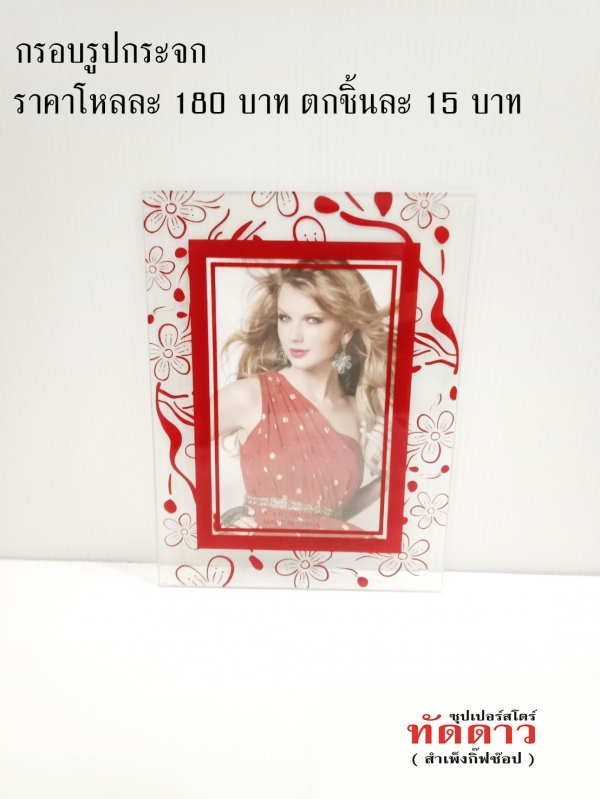 กรอบรูปกระจก
ราคาโหลละ 180 บาท ตกชิ้นละ 15 บาท
MADE IN CHINA
ซุปเปอร์สโตร์
ทัดดาว
( สำเพ็งกิ๊ฟช๊อป )